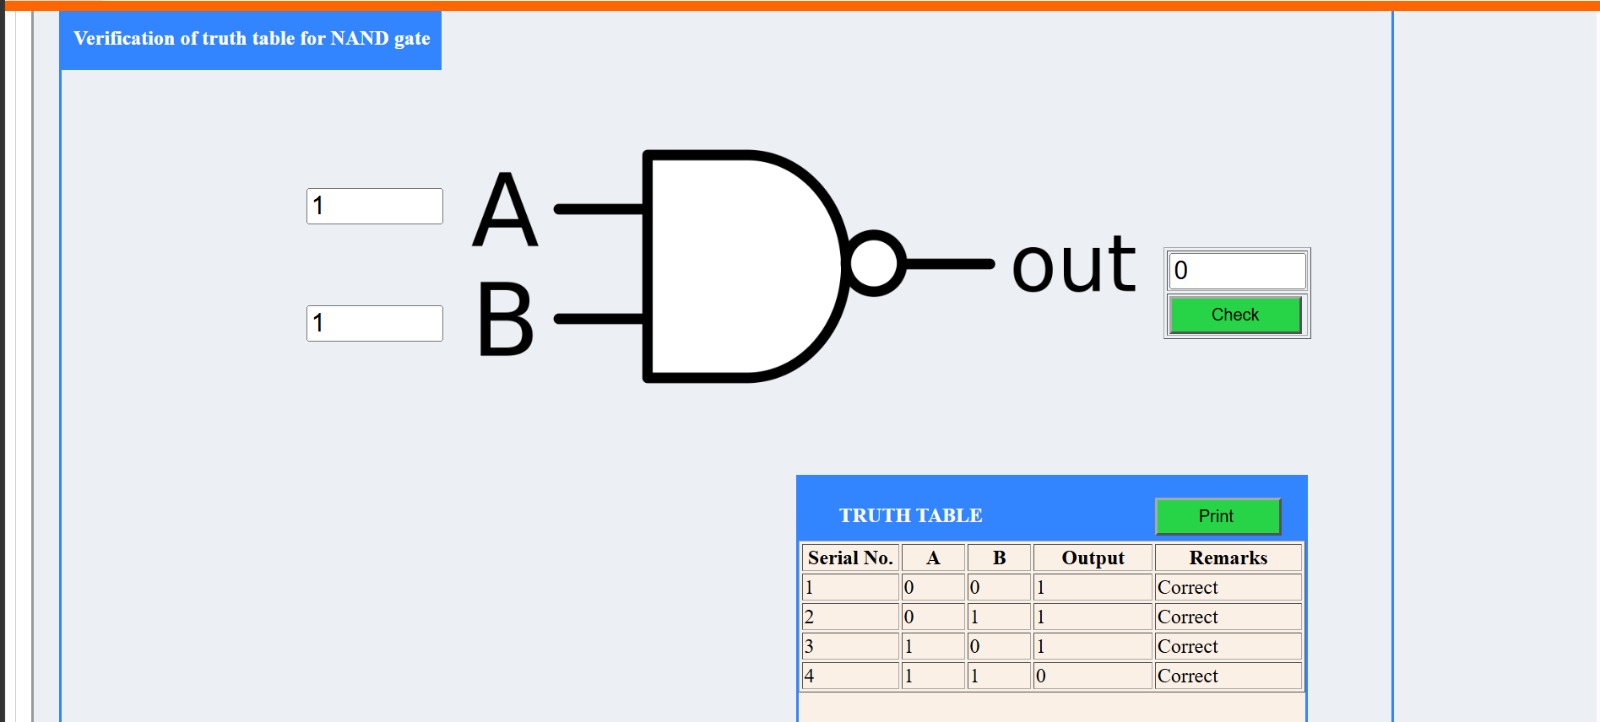 Verification of truth table for NAND gate
1
A
1
B
out
0
Check
TRUTH TABLE
Print
Serial No. A B Output Remarks
1 0 0 1 Correct
2 0 1 1 Correct
3 1 0 1 Correct
4 1 1 0 Correct